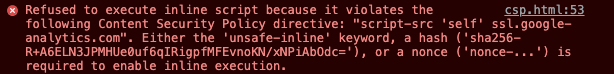 Refused to execute inline script because it violates the csp.html:53
following Content Security Policy directive: "script-src 'self' ssl.google-
analytics.com". Either the 'unsafe-inline' keyword, a hash ('sha256-
R+A6ELN3JPMHUe0uf6qIRigpfMFEvnoKN/xNPiAbOdc='), or a nonce ('nonce-...') is
required to enable inline execution.